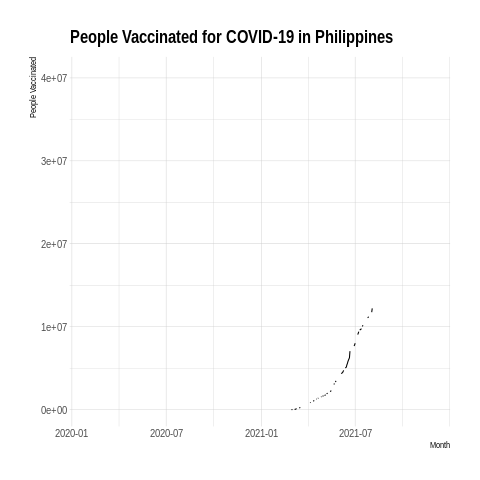 People Vaccinated for COVID-19 in Philippines
People Vaccinated
4e+07
3e+07
2e+07
1e+07
0e+00
2020-01 2020-07 2021-01 2021-07
Month